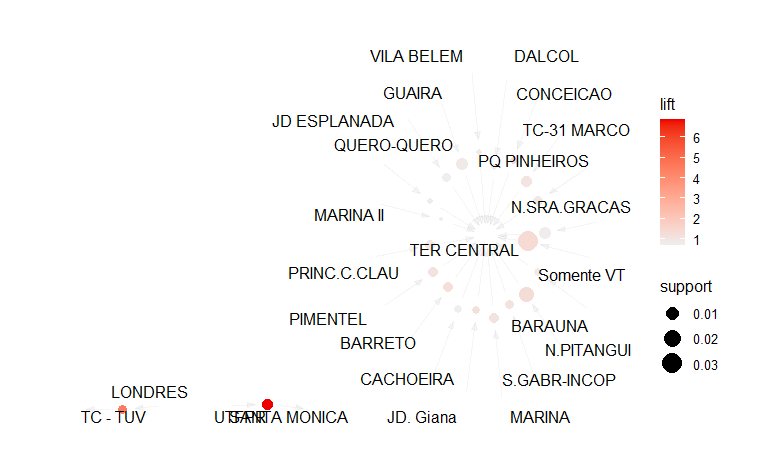 VILA BELEM
DALCOL
GUAIRA
CONCEICAO
JD ESPLANADA
TC-31 MARCO
QUERO-QUERO
PQ PINHEIROS
MARINA II
N.SRA.GRACAS
TER CENTRAL
PRINC.C.CLAU
Somente VT
PIMENTEL
BARAUNA
BARRETO
N.PITANGUI
CACHOEIRA
S.GABR-INCOP
LONDRES
TC - TUV
UTFPR
SANTA MONICA
JD. Giana
MARINA
lift
6
5
4
3
2
1
support
0.01
0.02
0.03